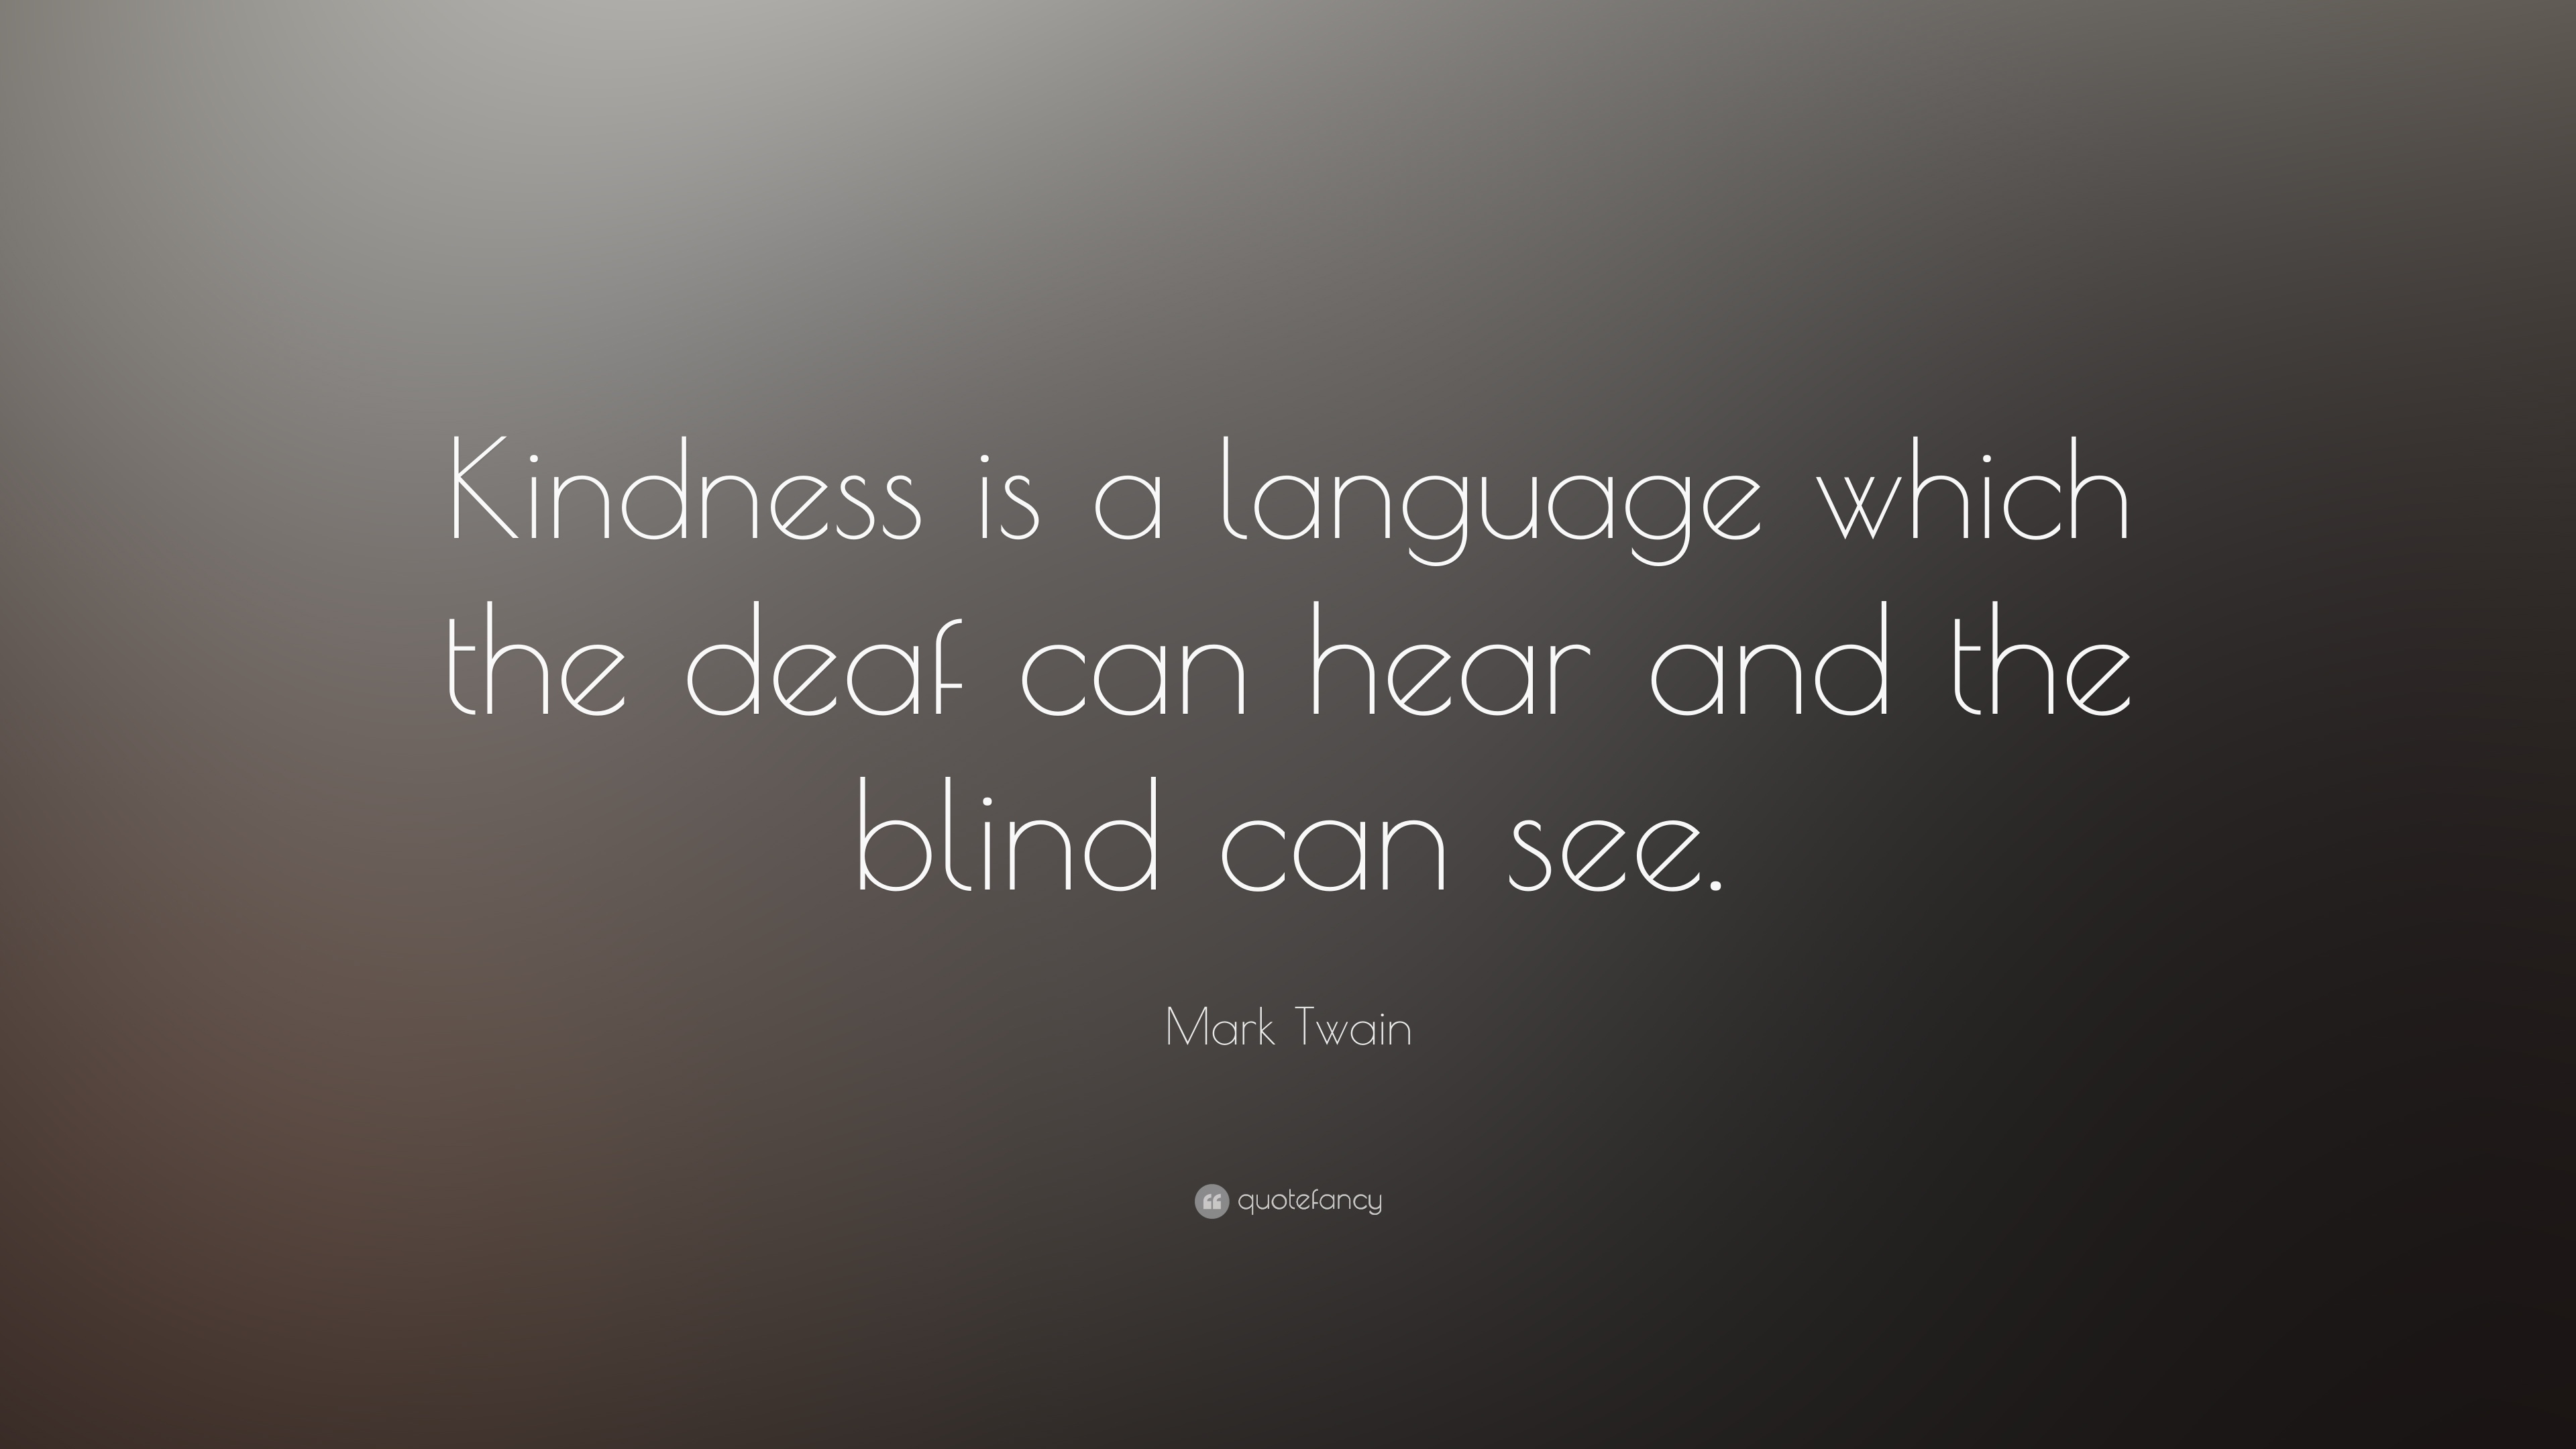 Kindness is a language which
the deaf can hear and the
blind can see.
Mark Twain
quotefancy